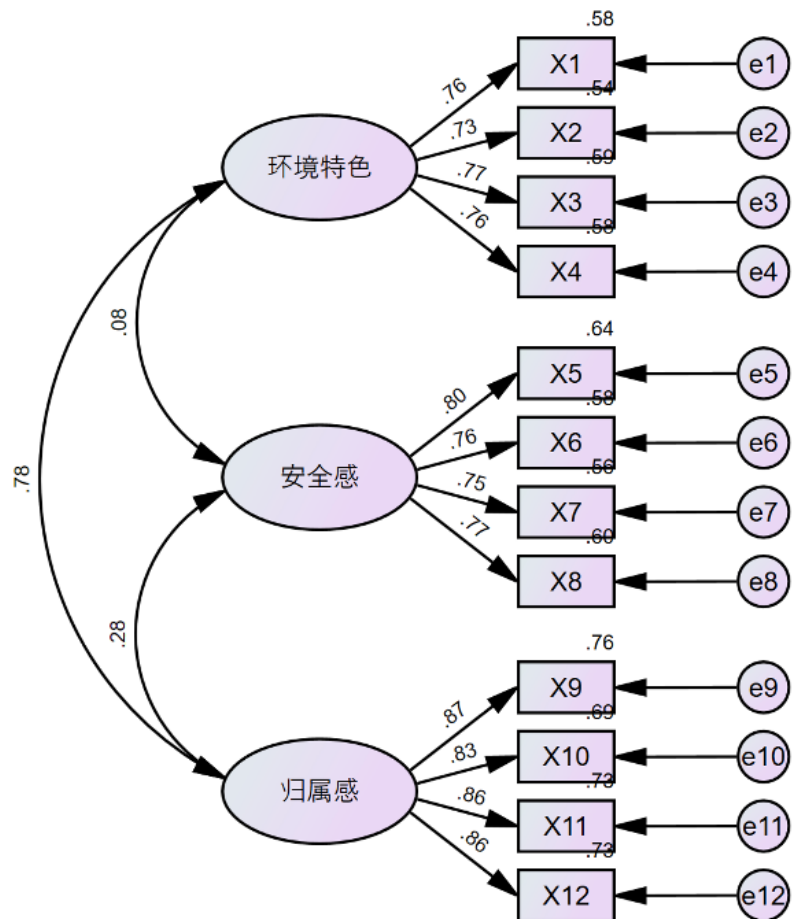 .58
.76 X1 e1
.54
.73 X2 e2
环境特色
.59
.77 X3 e3
.58
.76 X4 e4
.08
.64
.80 X5 e5
.58
.76 X6 e6
.78
安全感
.56
.75 X7 e7
.60
.77 X8 e8
.28
.76
.87 X9 e9
.69
.83 X10 e10
归属感
.73
.86 X11 e11
.73
.86 X12 e12